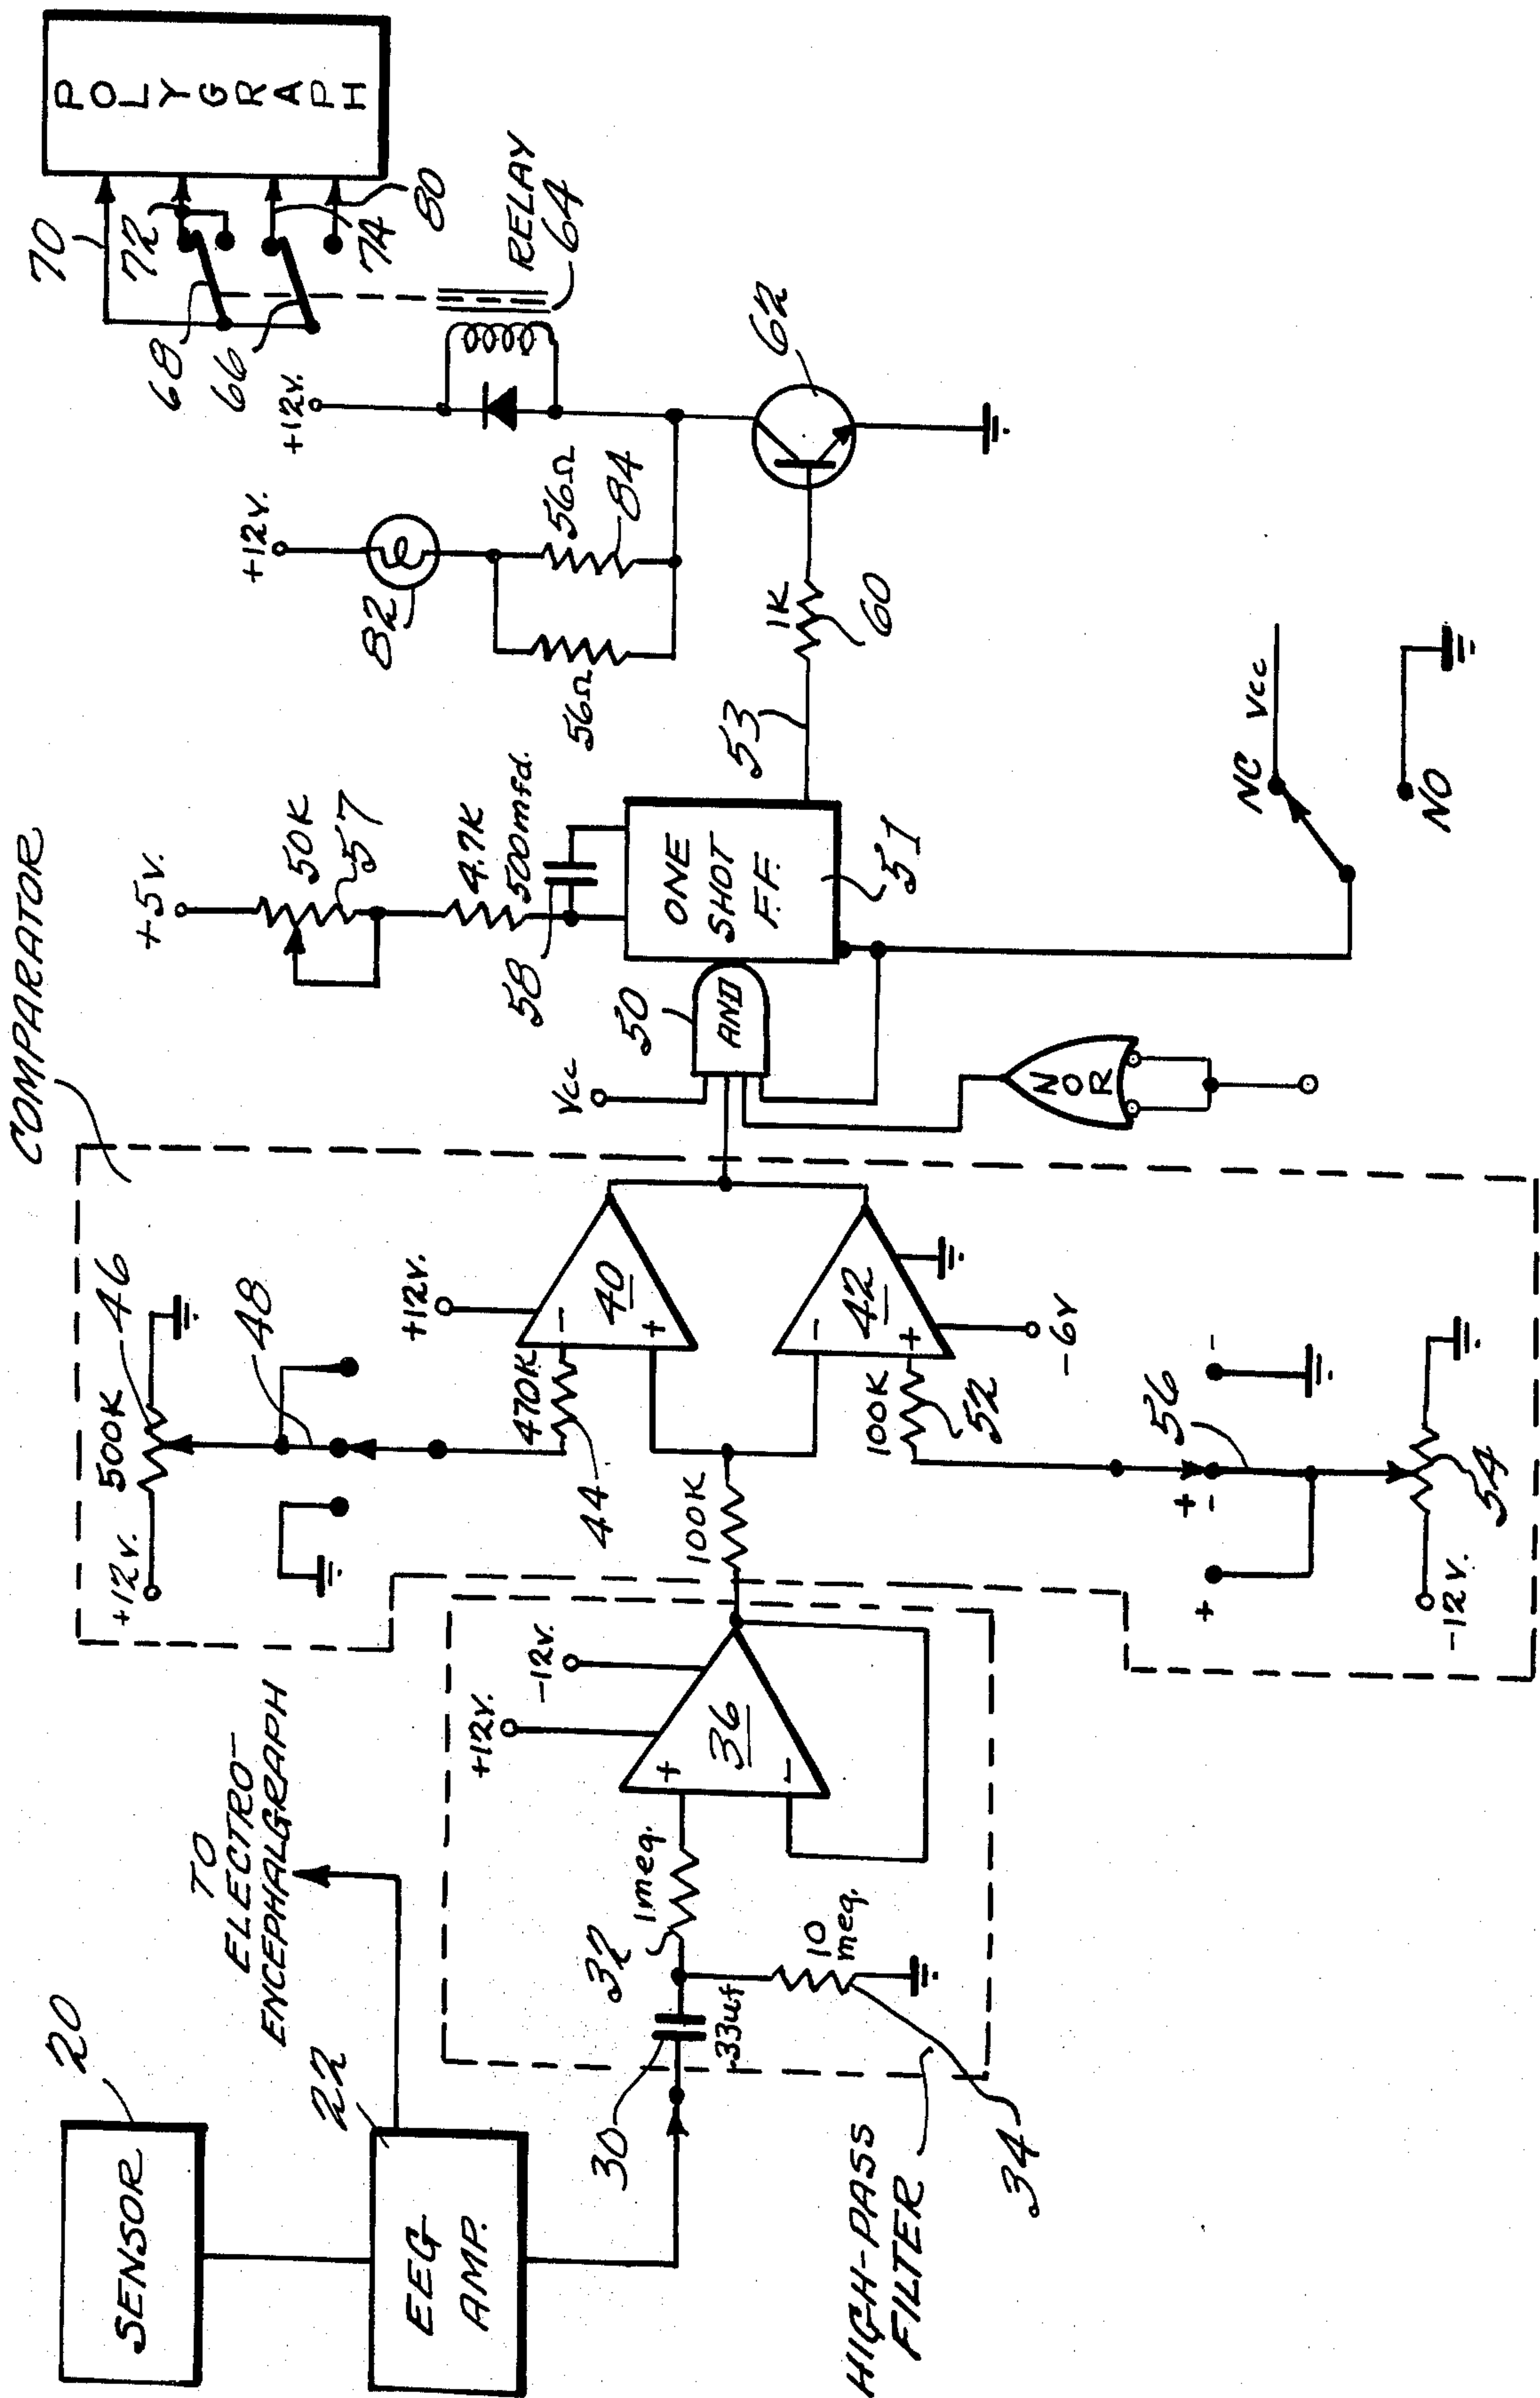 SENSOR
20
EEG
AMP.
22
TO
ELECTRO-
ENCEPHALGRAPH
HIGH-PASS
FILTER
30
.33uf
32
1meg.
10
meg.
34
+12v.
-12v.
+
-
36
COMPARATOR
+12v.
500K
46
48
+12v.
470K
44
-
+
40
100K
-
+
42
100K
52
-6v
56
+
+
-
-
-12v.
54
Vcc
50
AND
NOR
+5v.
50K
57
4.7K
500mfd.
58
ONE
SHOT
F.F.
51
53
NC
Vcc
NO
1K
60
62
+12v.
82
56Ω
56Ω
84
+12v.
RELAY
64
66
68
70
72
74
80
POLYGRAPH